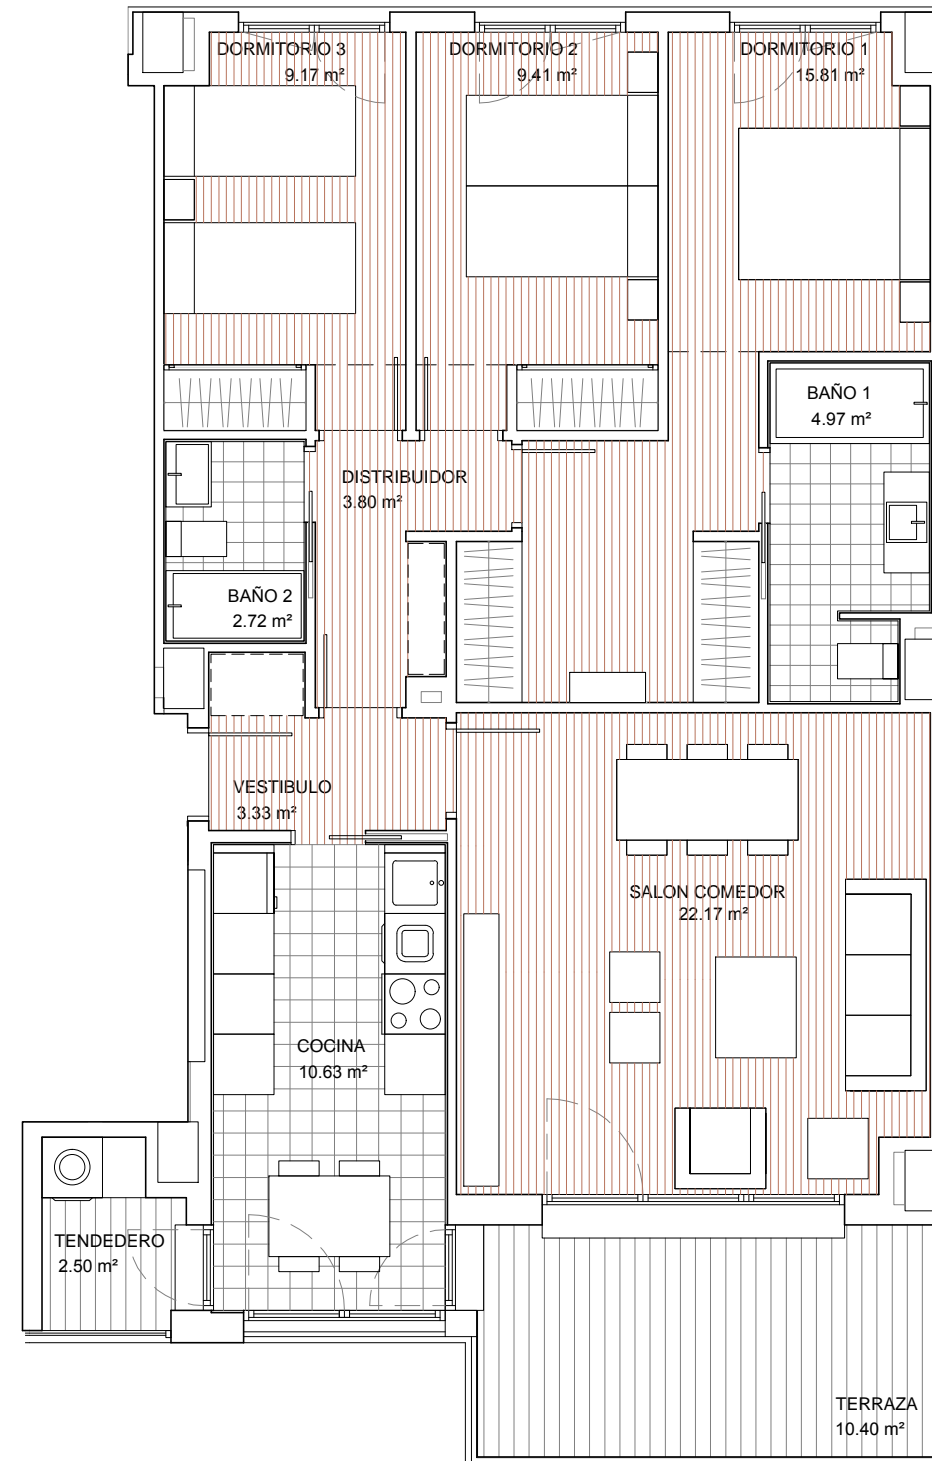 DORMITORIO 3
9.17 m²
DORMITORIO 2
9.41 m²
DORMITORIO 1
15.81 m²
BAÑO 1
4.97 m²
DISTRIBUIDOR
3.80 m²
BAÑO 2
2.72 m²
VESTIBULO
3.33 m²
SALON COMEDOR
22.17 m²
COCINA
10.63 m²
TENDEDERO
2.50 m²
TERRAZA
10.40 m²